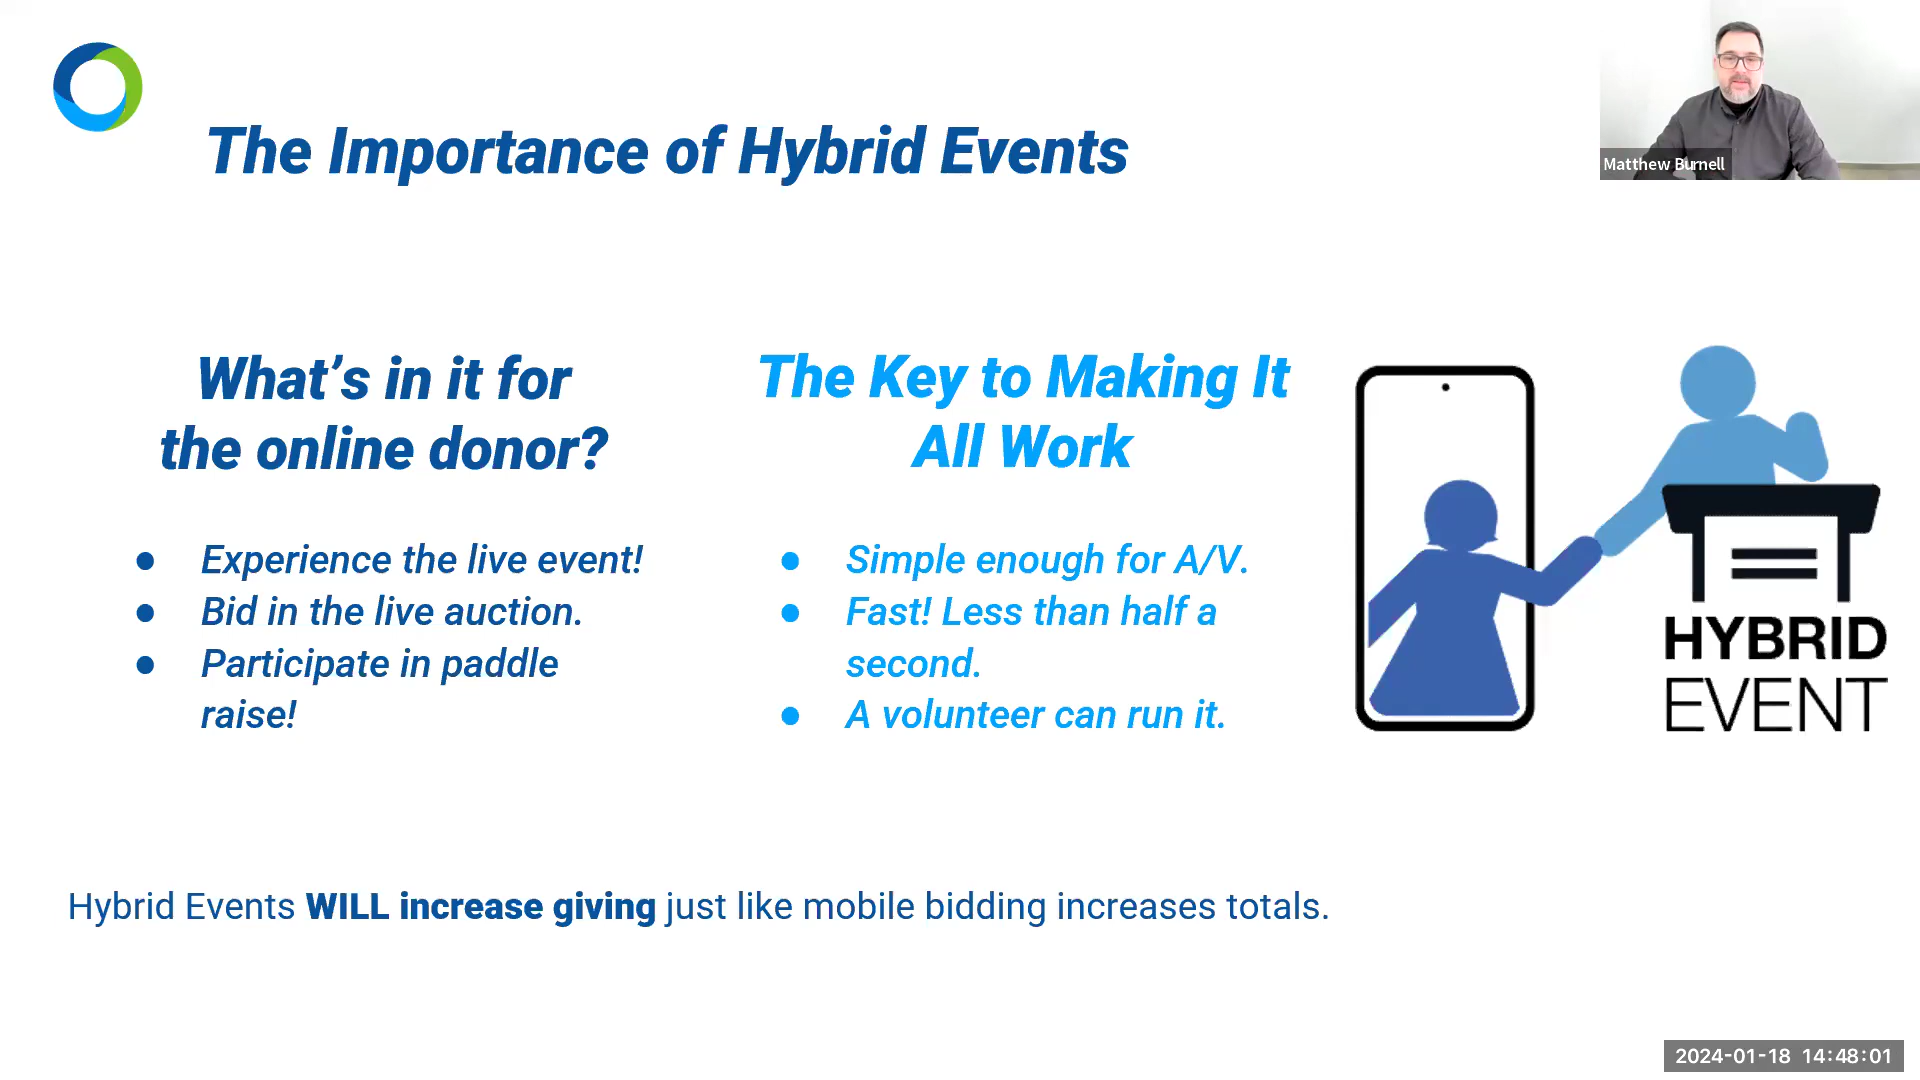 The Importance of Hybrid Events
Matthew Burnell
What’s in it for
the online donor?
● Experience the live event!
● Bid in the live auction.
● Participate in paddle
raise!
The Key to Making It
All Work
● Simple enough for A/V.
● Fast! Less than half a
second.
● A volunteer can run it.
HYBRID
EVENT
Hybrid Events WILL increase giving just like mobile bidding increases totals.
2024-01-18 14:48:01